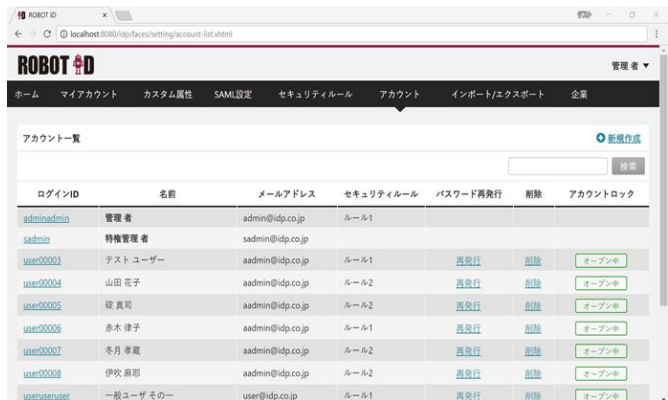 ROBOT ID
ゲスト
localhost:8080/idp/faces/setting/account-list.xhtml
ROBOT ID
管理 者 ▼
ホーム マイアカウント カスタム属性 SAML設定 セキュリティルール アカウント インポート/エクスポート 企業
アカウント一覧
新規作成
検索
ログインID 名前 メールアドレス セキュリティルール パスワード再発行 削除 アカウントロック
adminadmin 管理 者 admin@idp.co.jp ルール1
sadmin 特権管理 者 sadmin@idp.co.jp
user00003 テスト ユーザー aadmin@idp.co.jp ルール1 再発行 削除 オープン中
user00004 山田 花子 aadmin@idp.co.jp ルール2 再発行 削除 オープン中
user00005 碇 真司 aadmin@idp.co.jp ルール2 再発行 削除 オープン中
user00006 赤木 律子 aadmin@idp.co.jp ルール1 再発行 削除 オープン中
user00007 冬月 孝蔵 aadmin@idp.co.jp ルール2 再発行 削除 オープン中
user00008 伊吹 麻耶 aadmin@idp.co.jp ルール2 再発行 削除 オープン中
useruseruser 一般ユーザ その一 user@idp.co.jp ルール1 再発行 削除 オープン中